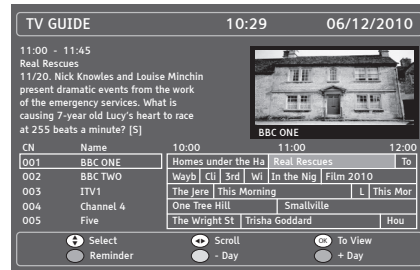 TV GUIDE 10:29 06/12/2010
11:00 - 11:45
Real Rescues
11/20. Nick Knowles and Louise Minchin
present dramatic events from the work
of the emergency services. What is
causing 7-year old Lucy's heart to race
at 255 beats a minute? [S]
BBC ONE
CN Name 10:00 11:00 12:00
001 BBC ONE Homes under the Ha Real Rescues To
002 BBC TWO Wayb Cli 3rd Wi In the Nig Film 2010
003 ITV1 The Jere This Morning L This Mor
004 Channel 4 One Tree Hill Smallville
005 Five The Wright St Trisha Goddard Hou
Select Scroll OK To View
Reminder - Day + Day